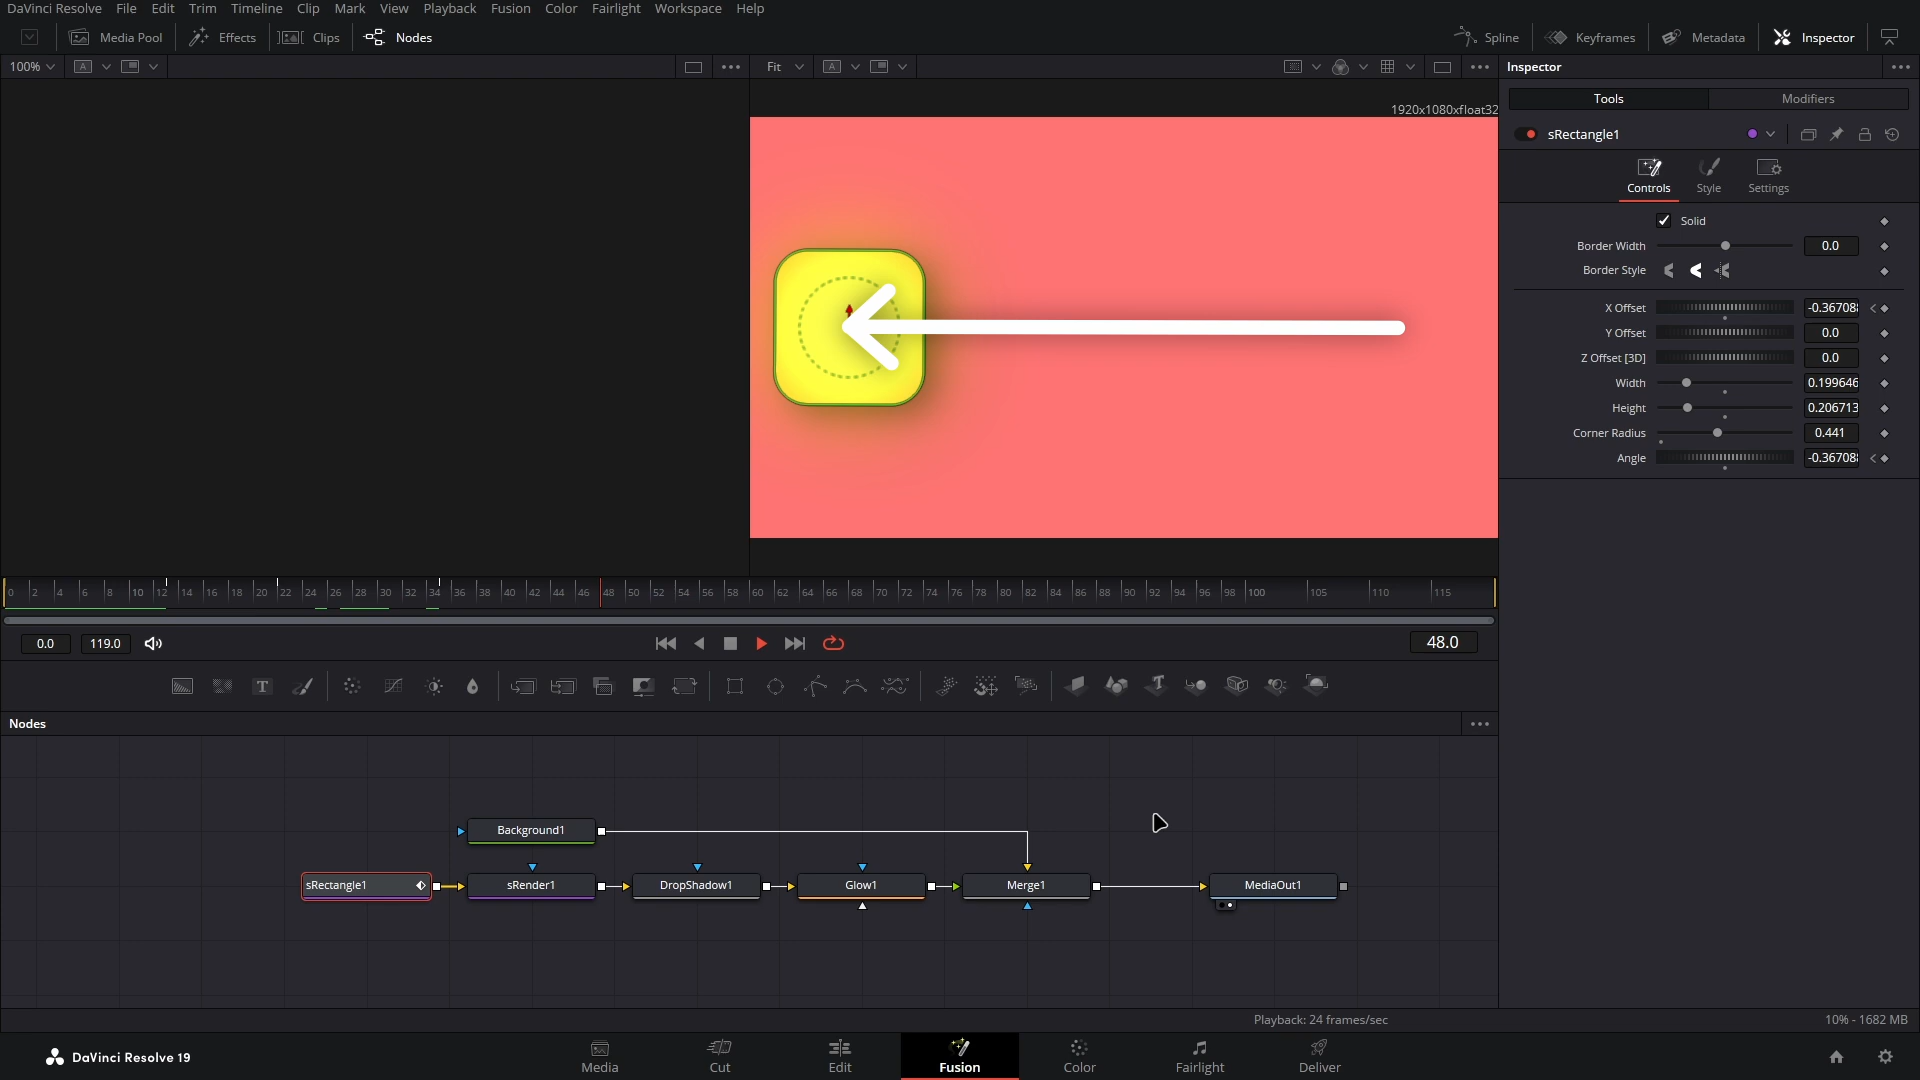 DaVinci Resolve File Edit Trim Timeline Clip Mark View Playback Fusion Color Fairlight Workspace Help
Media Pool Effects Clips Nodes Spline Keyframes Metadata Inspector
100% A Fit A Inspector
1920x1080xfloat32
Tools Modifiers
sRectangle1
Controls Style Settings
Solid
Border Width 0.0
Border Style
X Offset -0.36708
Y Offset 0.0
Z Offset [3D] 0.0
Width 0.199646
Height 0.206713
Corner Radius 0.441
Angle -0.36708
0 2 4 6 8 10 12 14 16 18 20 22 24 26 28 30 32 34 36 38 40 42 44 46 48 50 52 54 56 58 60 62 64 66 68 70 72 74 76 78 80 82 84 86 88 90 92 94 96 98 100 105 110 115
0.0 119.0 48.0
T
Nodes
Background1
sRectangle1 sRender1 DropShadow1 Glow1 Merge1 MediaOut1
Playback: 24 frames/sec 10% - 1682 MB
DaVinci Resolve 19 Media Cut Edit Fusion Color Fairlight Deliver